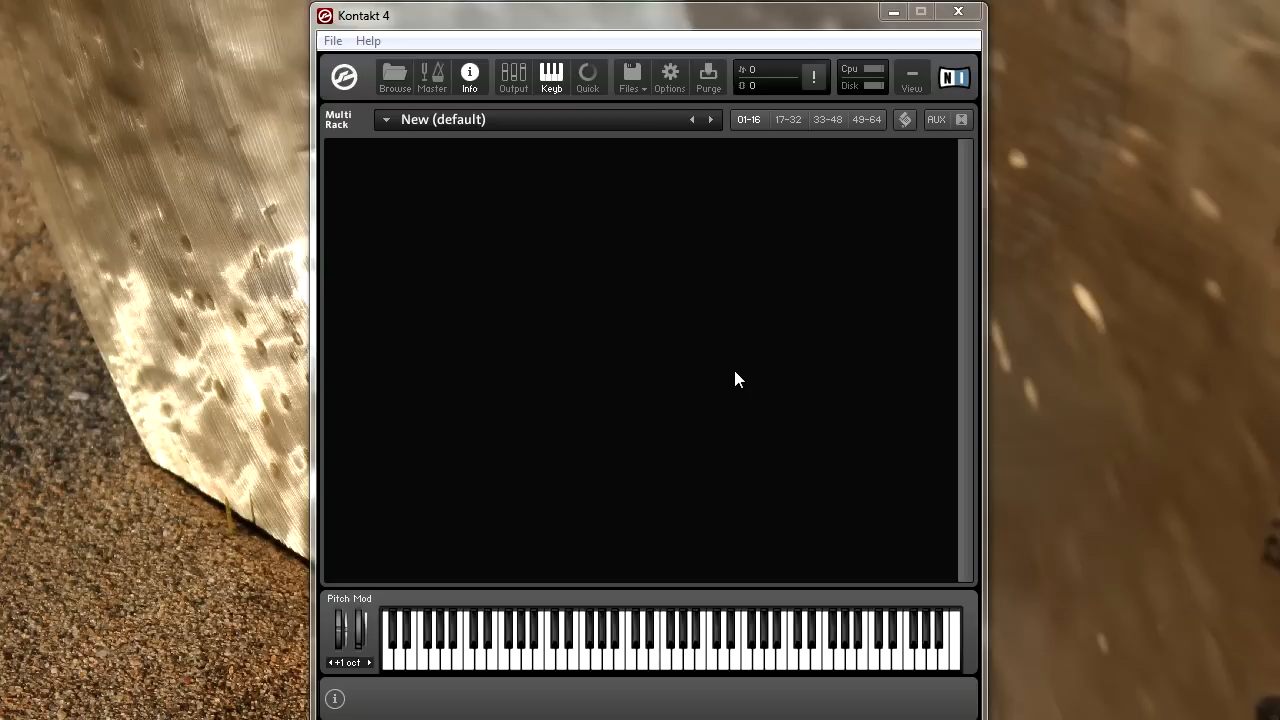 Kontakt 4
File Help
Browse Master Info Output Keyb Quick Files Options Purge
0
0
!
Cpu
Disk
View
NI
Multi
Rack
New (default)
01-16 17-32 33-48 49-64
AUX
Pitch Mod
+1 oct